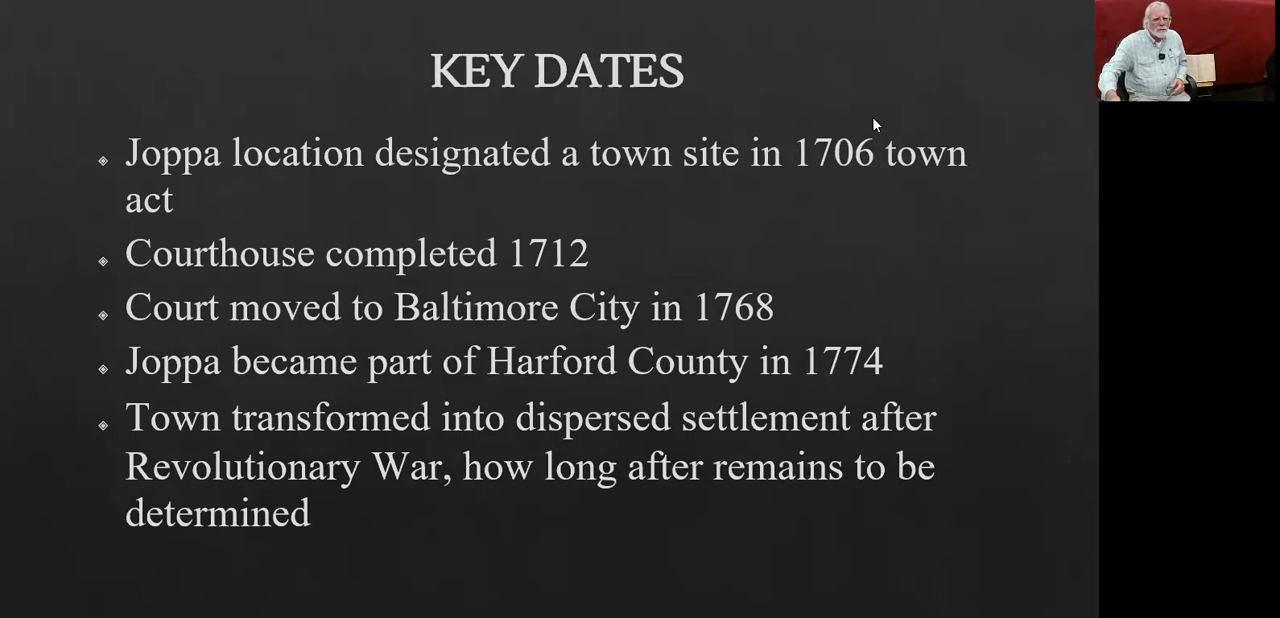 KEY DATES
Joppa location designated a town site in 1706 town
act
Courthouse completed 1712
Court moved to Baltimore City in 1768
Joppa became part of Harford County in 1774
Town transformed into dispersed settlement after
Revolutionary War, how long after remains to be
determined